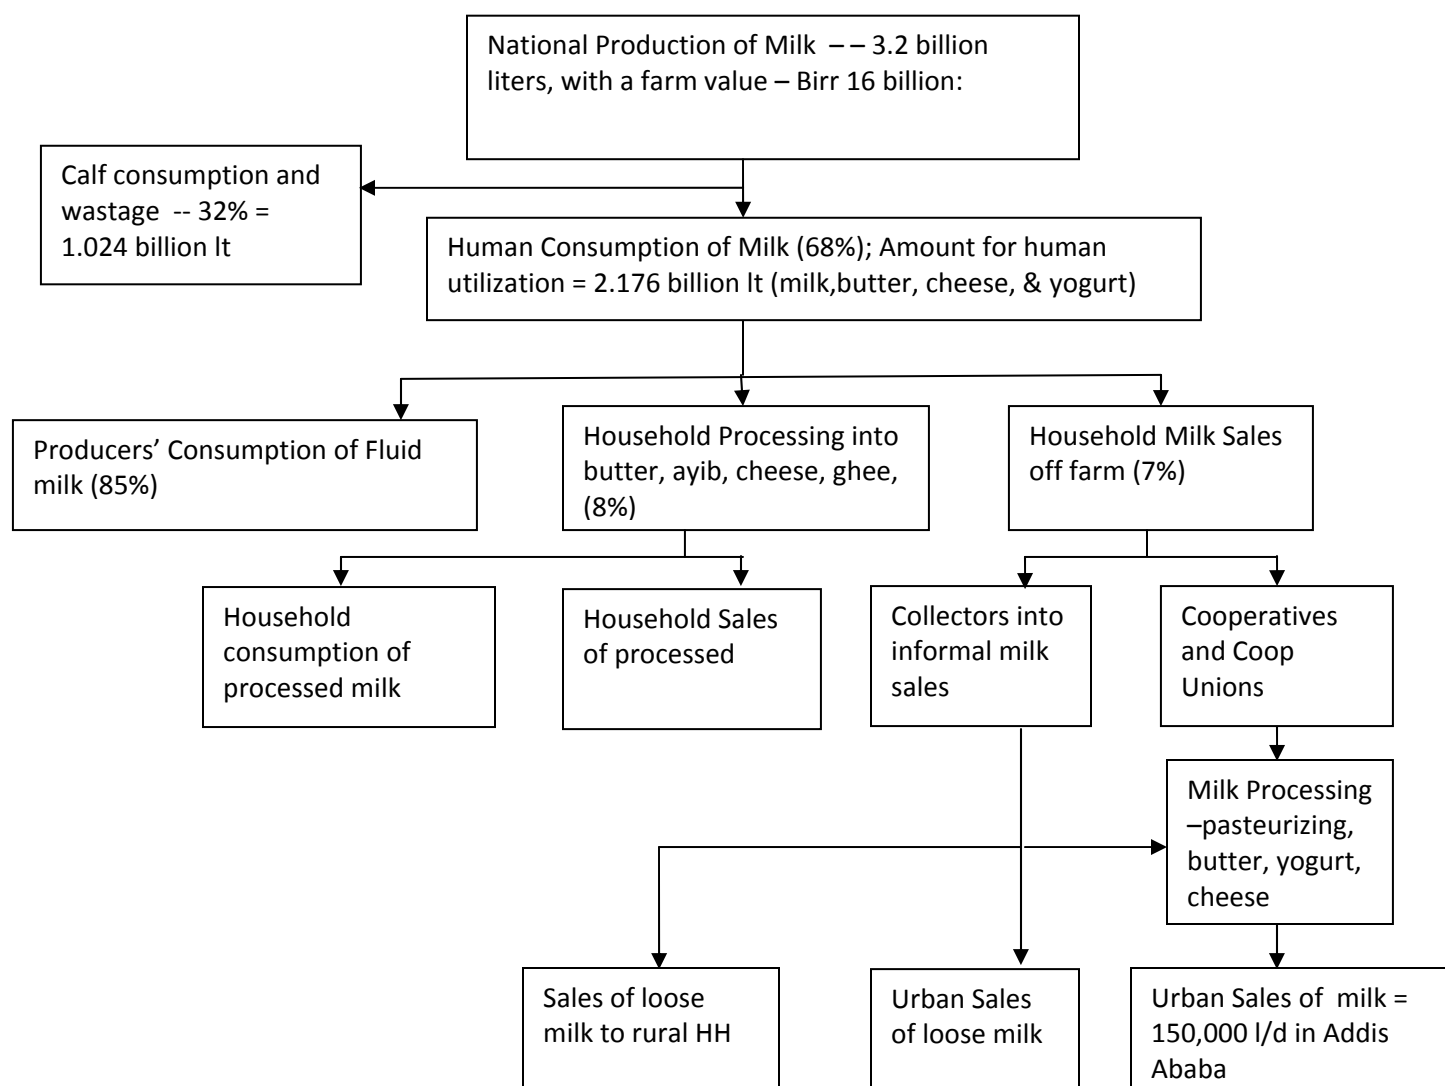 National Production of Milk – – 3.2 billion
liters, with a farm value – Birr 16 billion:
Calf consumption and
wastage -- 32% =
1.024 billion lt
Human Consumption of Milk (68%); Amount for human
utilization = 2.176 billion lt (milk,butter, cheese, & yogurt)
Producers’ Consumption of Fluid
milk (85%)
Household Processing into
butter, ayib, cheese, ghee,
(8%)
Household Milk Sales
off farm (7%)
Household
consumption of
processed milk
Household Sales
of processed
Collectors into
informal milk
sales
Cooperatives
and Coop
Unions
Milk Processing
–pasteurizing,
butter, yogurt,
cheese
Sales of loose
milk to rural HH
Urban Sales
of loose milk
Urban Sales of milk =
150,000 l/d in Addis
Ababa